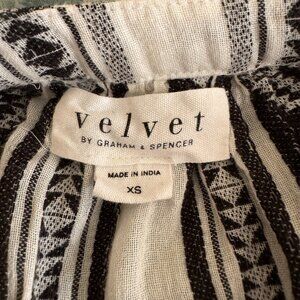 velvet
BY GRAHAM & SPENCER
MADE IN INDIA
XS